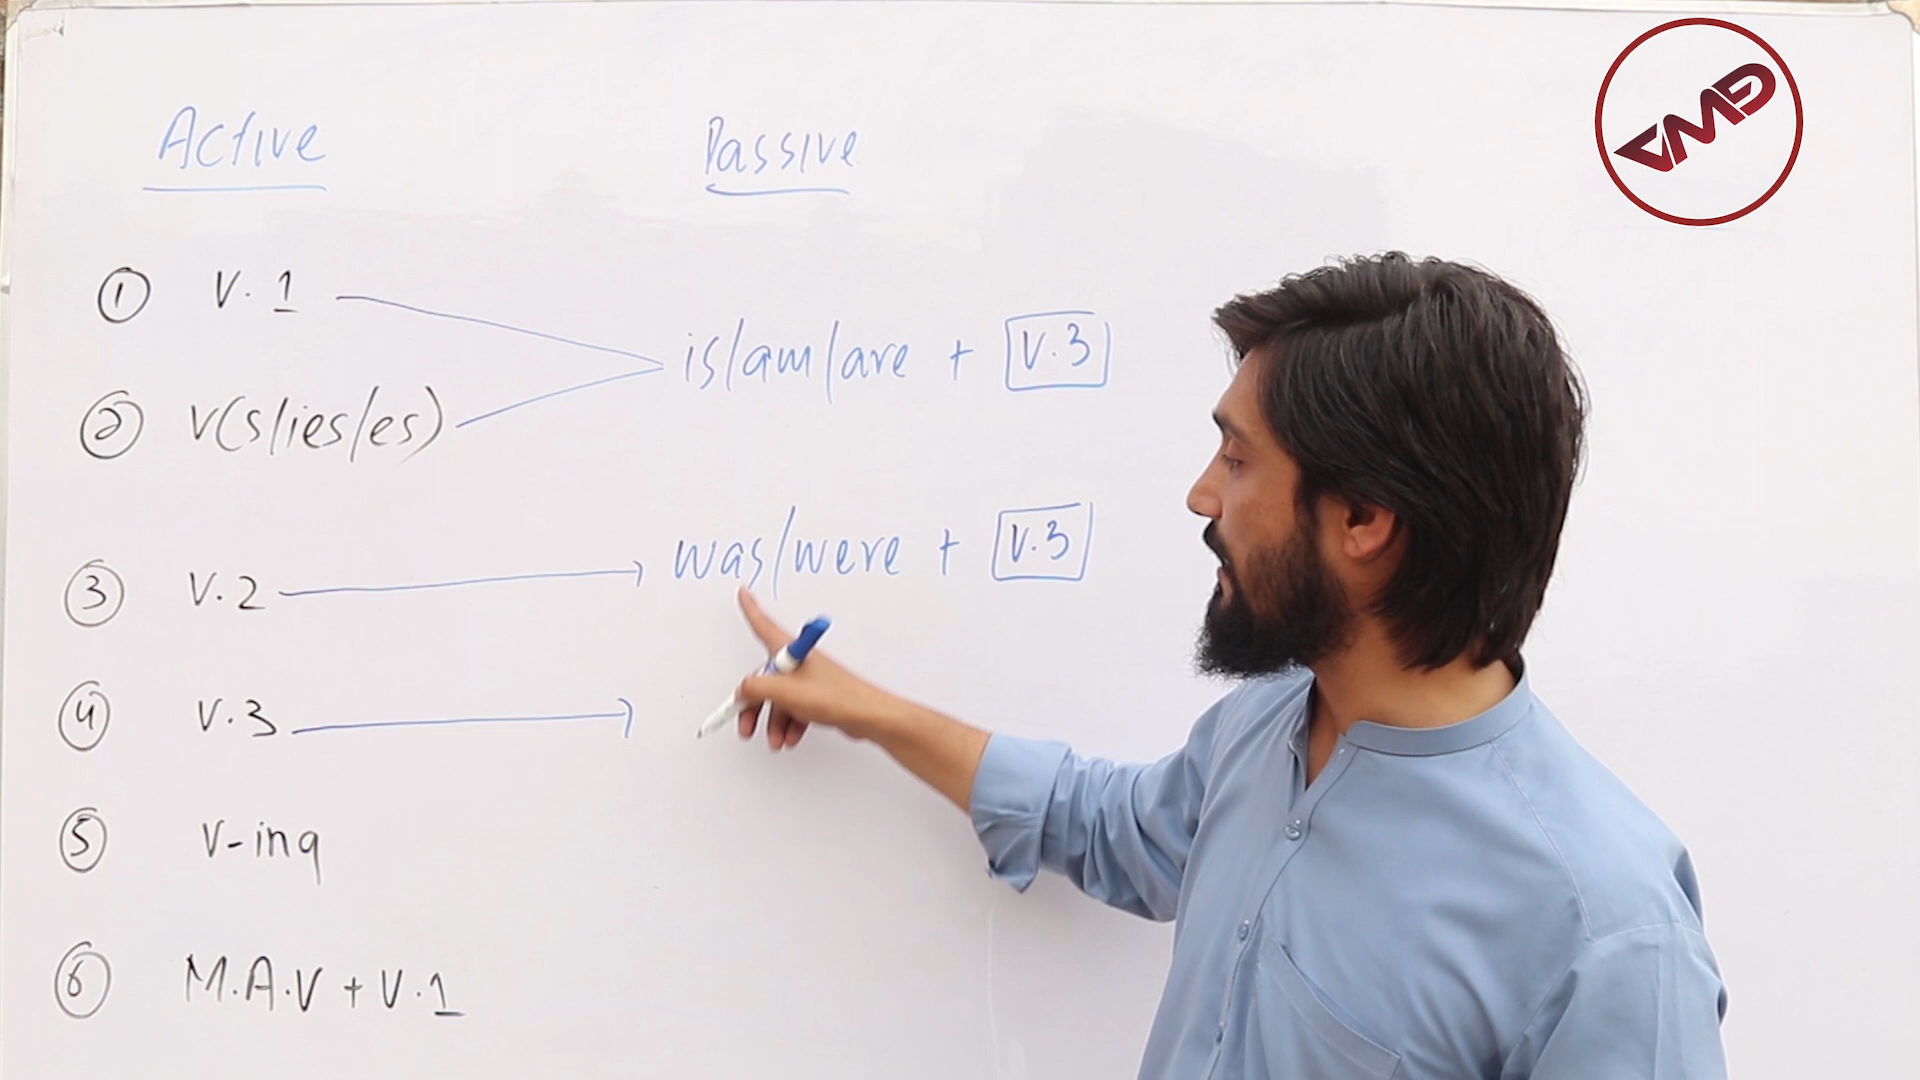 Active Passive
① V.1
is/am/are + V.3
② V(s/ies/es)
③ V.2 was/were + V.3
④ V.3
⑤ V-ing
⑥ M.A.V + V.1